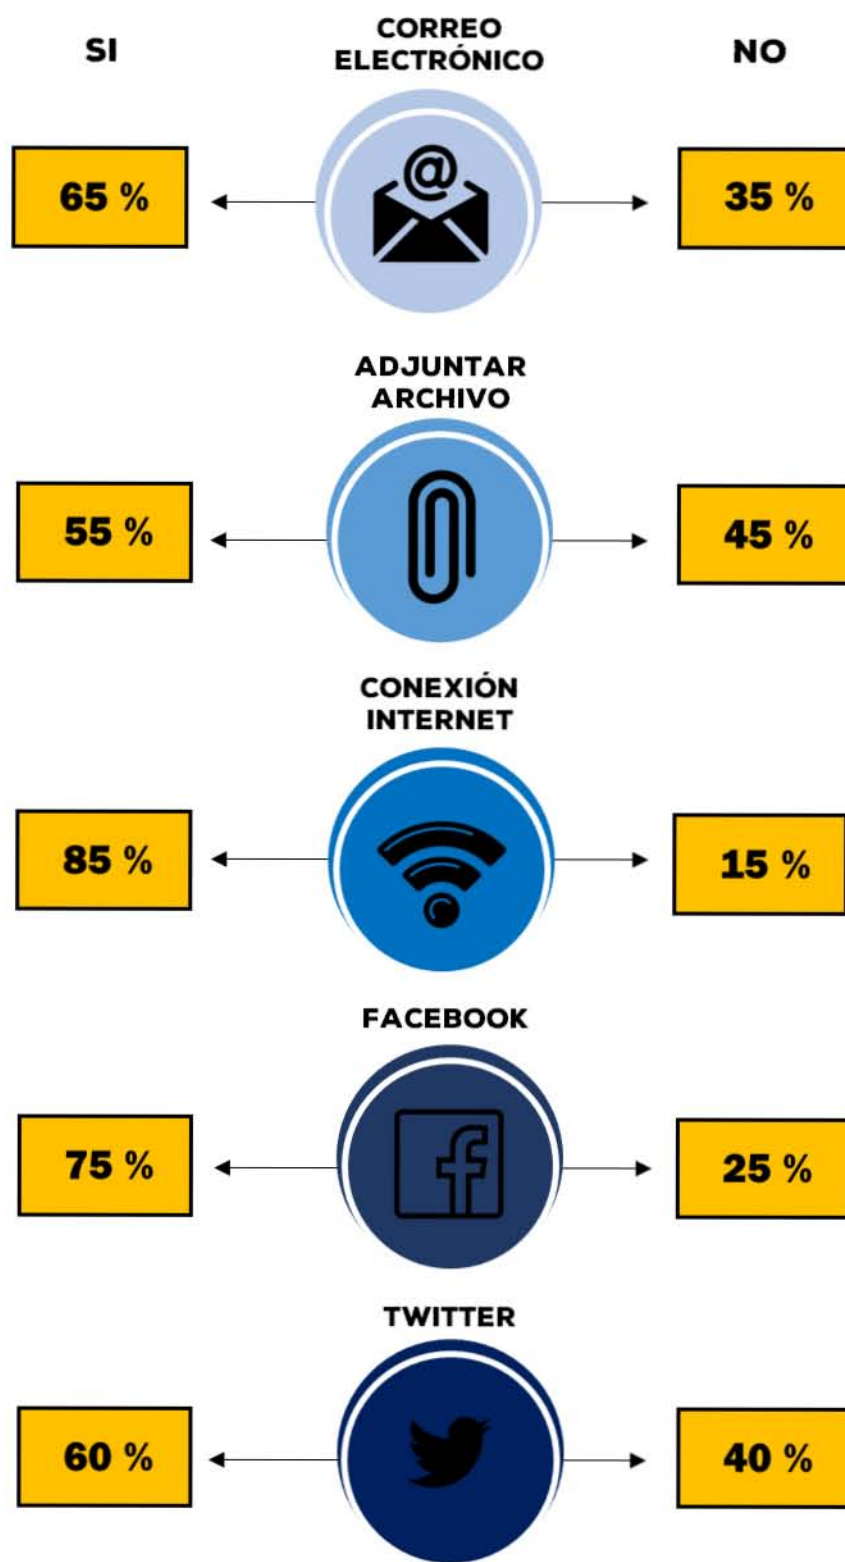 SI
CORREO
ELECTRÓNICO
NO
65 %
@
35 %
ADJUNTAR
ARCHIVO
55 %
45 %
CONEXIÓN
INTERNET
85 %
15 %
FACEBOOK
75 %
f
25 %
TWITTER
60 %
40 %